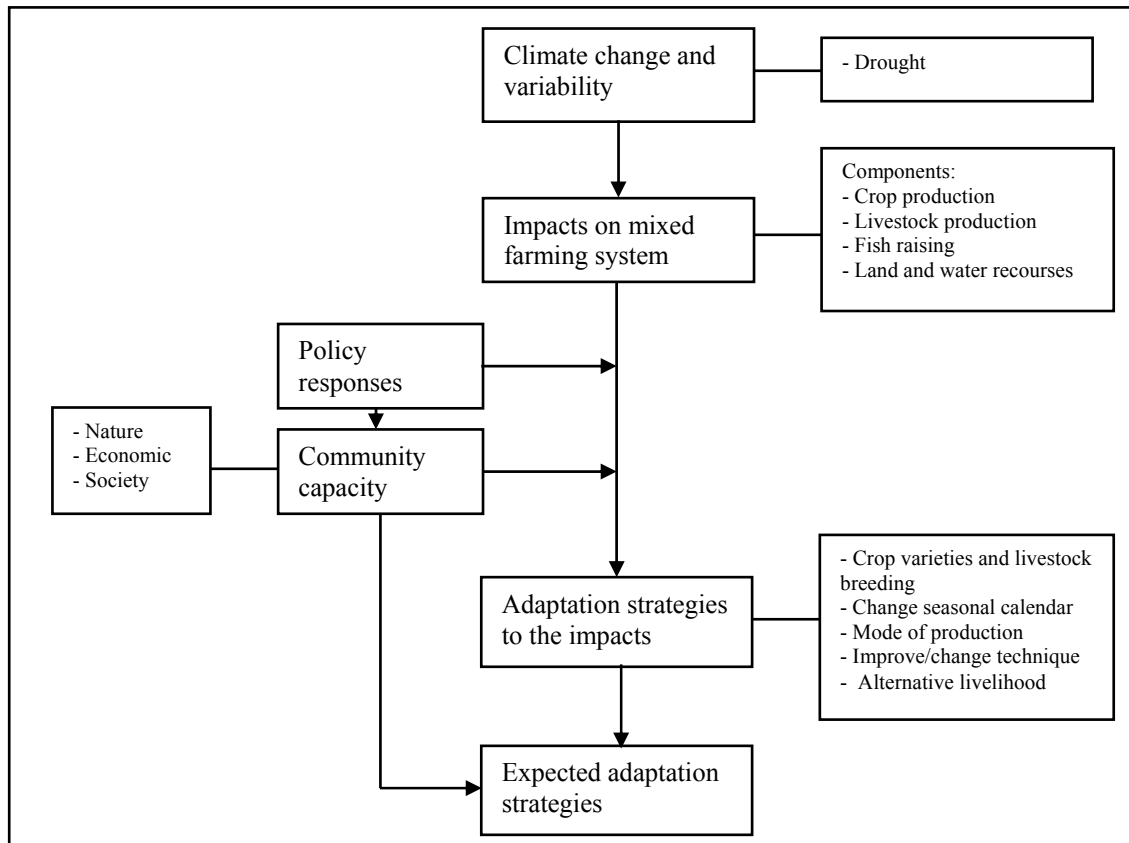 Climate change and
variability
- Drought
Impacts on mixed
farming system
Components:
- Crop production
- Livestock production
- Fish raising
- Land and water recourses
Policy
responses
- Nature
- Economic
- Society
Community
capacity
Adaptation strategies
to the impacts
- Crop varieties and livestock
breeding
- Change seasonal calendar
- Mode of production
- Improve/change technique
- Alternative livelihood
Expected adaptation
strategies